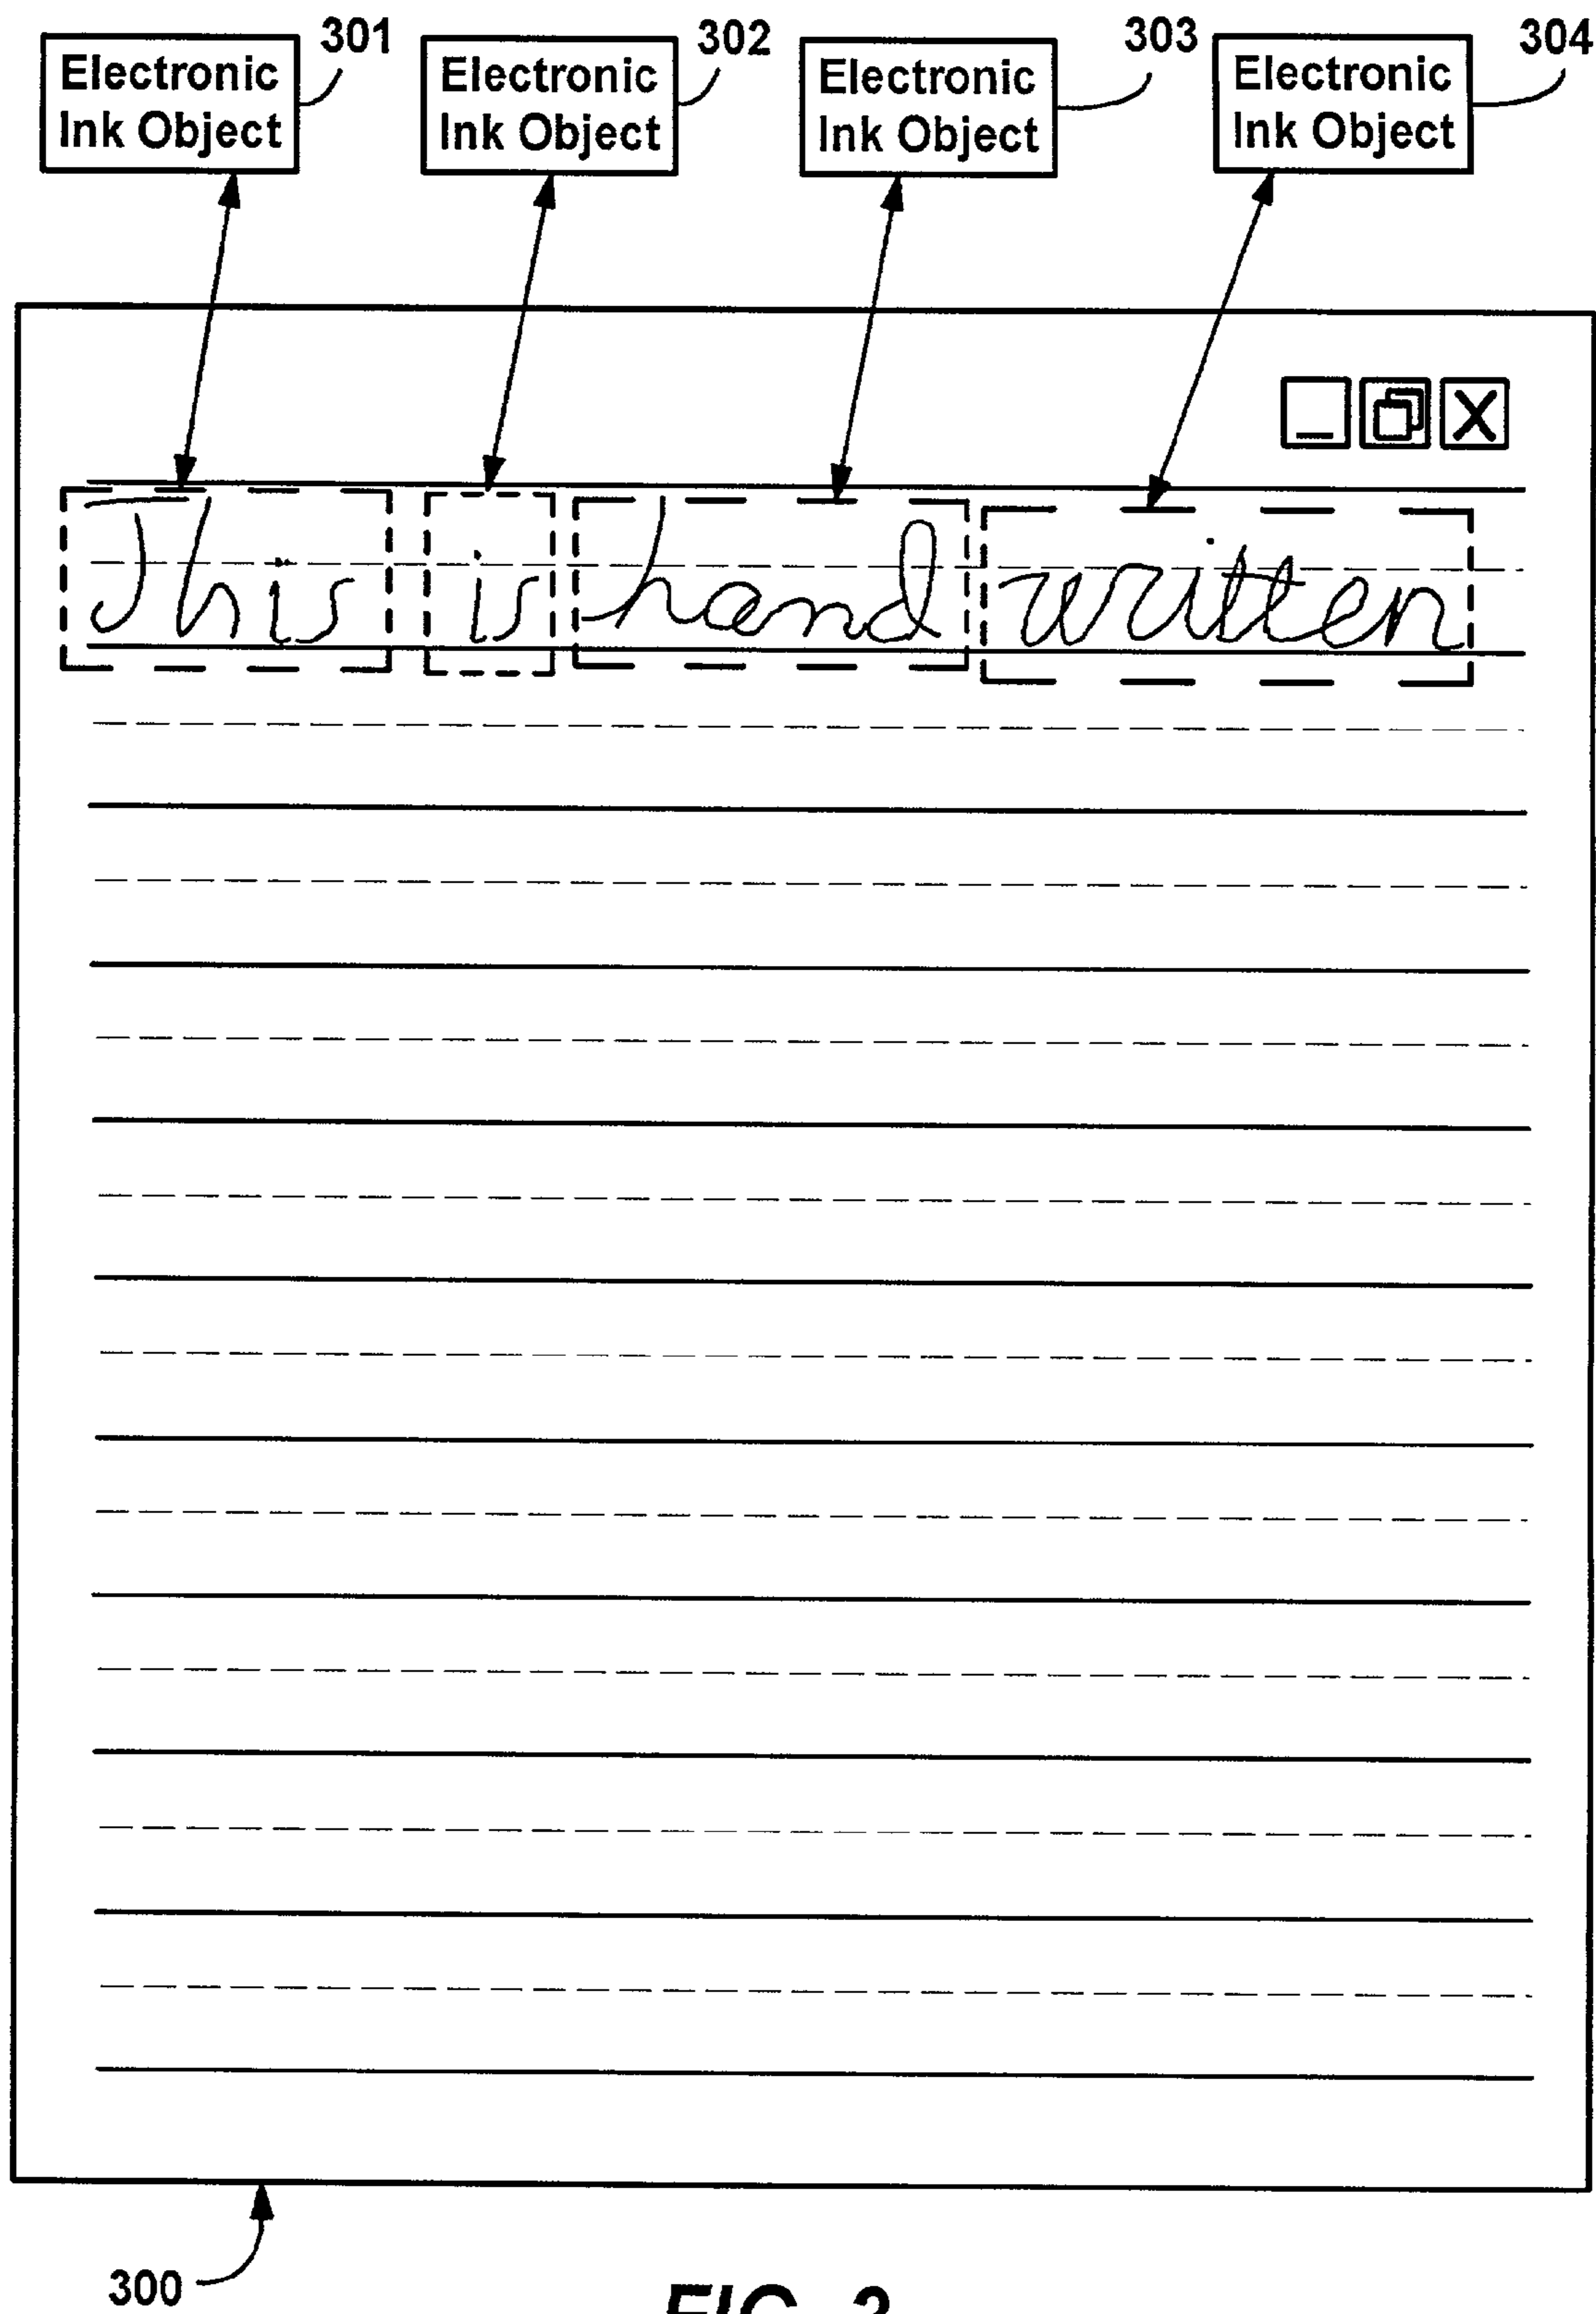 301 302 303 304
Electronic Electronic Electronic Electronic
Ink Object Ink Object Ink Object Ink Object
This is hand written
300